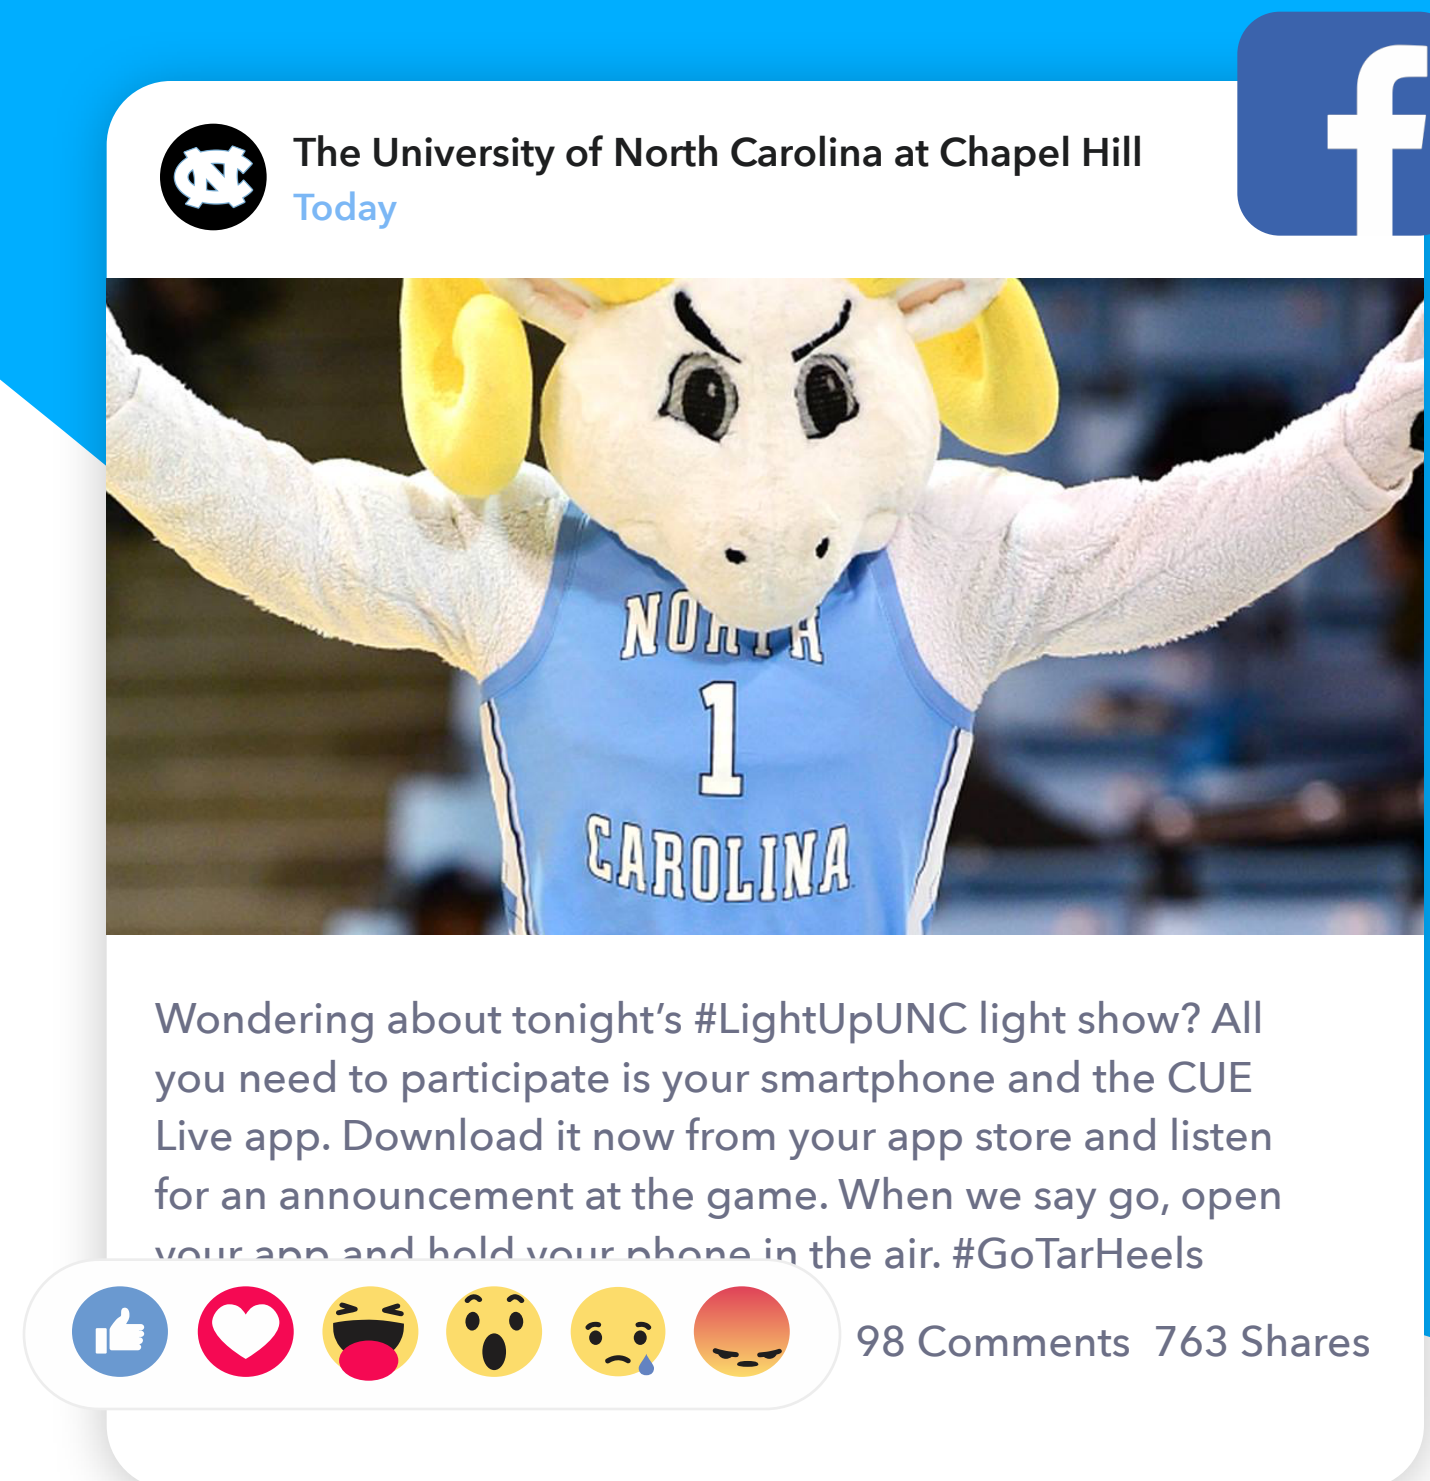 The University of North Carolina at Chapel Hill
Today
f
NC
NORTH
1
CAROLINA
Wondering about tonight’s #LightUpUNC light show? All
you need to participate is your smartphone and the CUE
Live app. Download it now from your app store and listen
for an announcement at the game. When we say go, open
your app and hold your phone in the air. #GoTarHeels
98 Comments 763 Shares